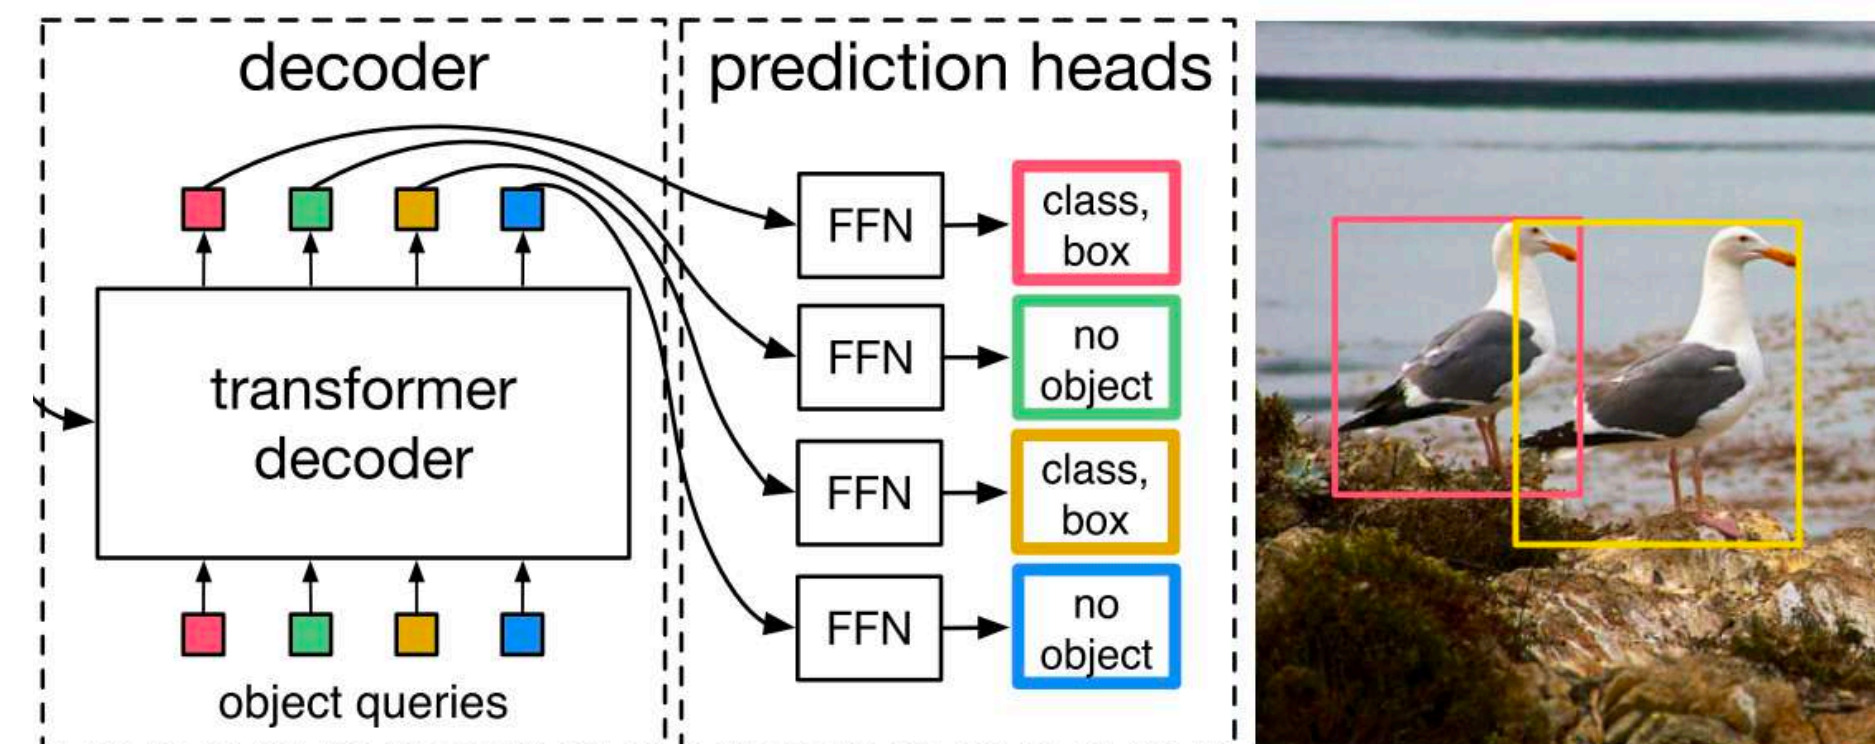 decoder
prediction heads
transformer
decoder
object queries
FFN
class,
box
FFN
no
object
FFN
class,
box
FFN
no
object